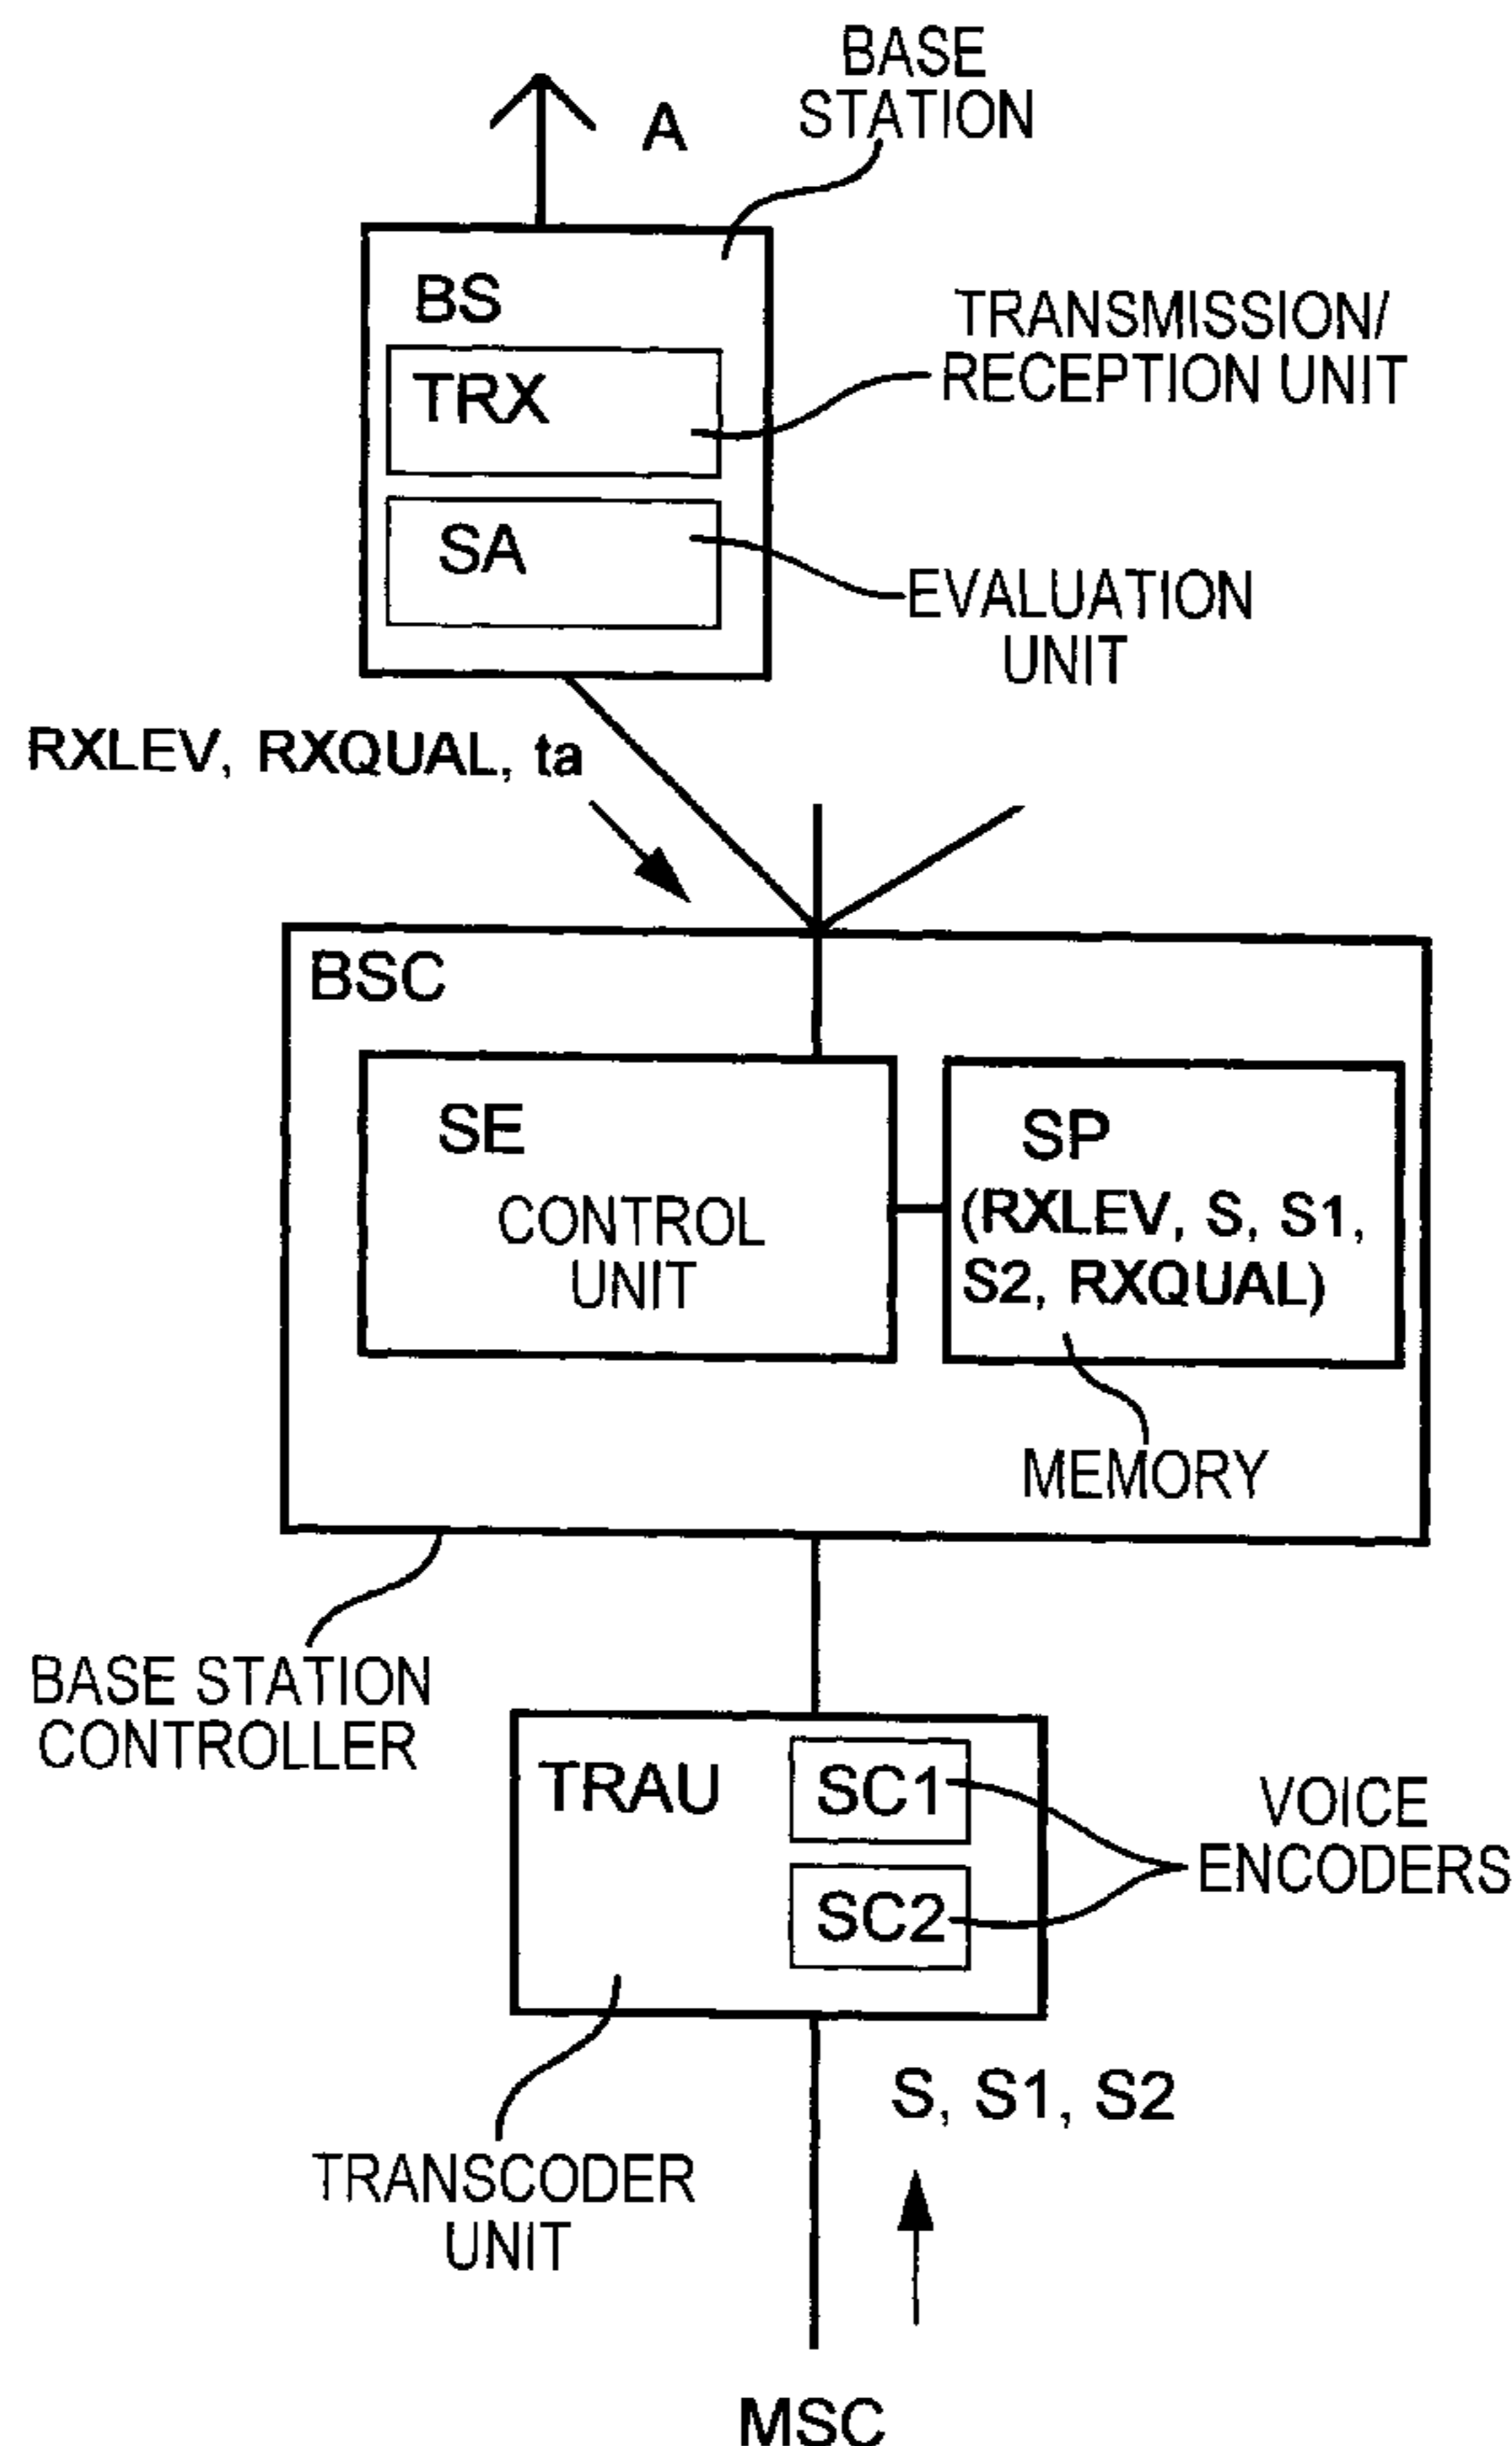 BASE
STATION
A
BS
TRX
TRANSMISSION/
RECEPTION UNIT
SA
EVALUATION
UNIT
RXLEV, RXQUAL, ta
BSC
SE
CONTROL
UNIT
SP
(RXLEV, S, S1,
S2, RXQUAL)
MEMORY
BASE STATION
CONTROLLER
TRAU
SC1
SC2
VOICE
ENCODERS
S, S1, S2
TRANSCODER
UNIT
MSC